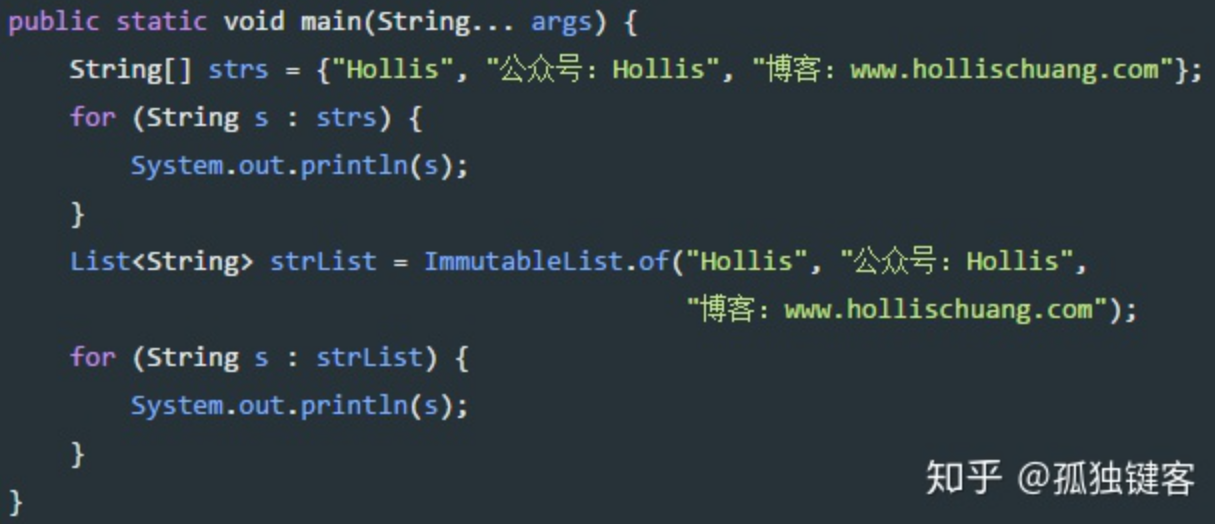 public static void main(String... args) {
    String[] strs = {"Hollis", "公众号：Hollis", "博客：www.hollischuang.com"};
    for (String s : strs) {
        System.out.println(s);
    }
    List<String> strList = ImmutableList.of("Hollis", "公众号：Hollis",
                                            "博客：www.hollischuang.com");
    for (String s : strList) {
        System.out.println(s);
    }
}
知乎 @孤独键客